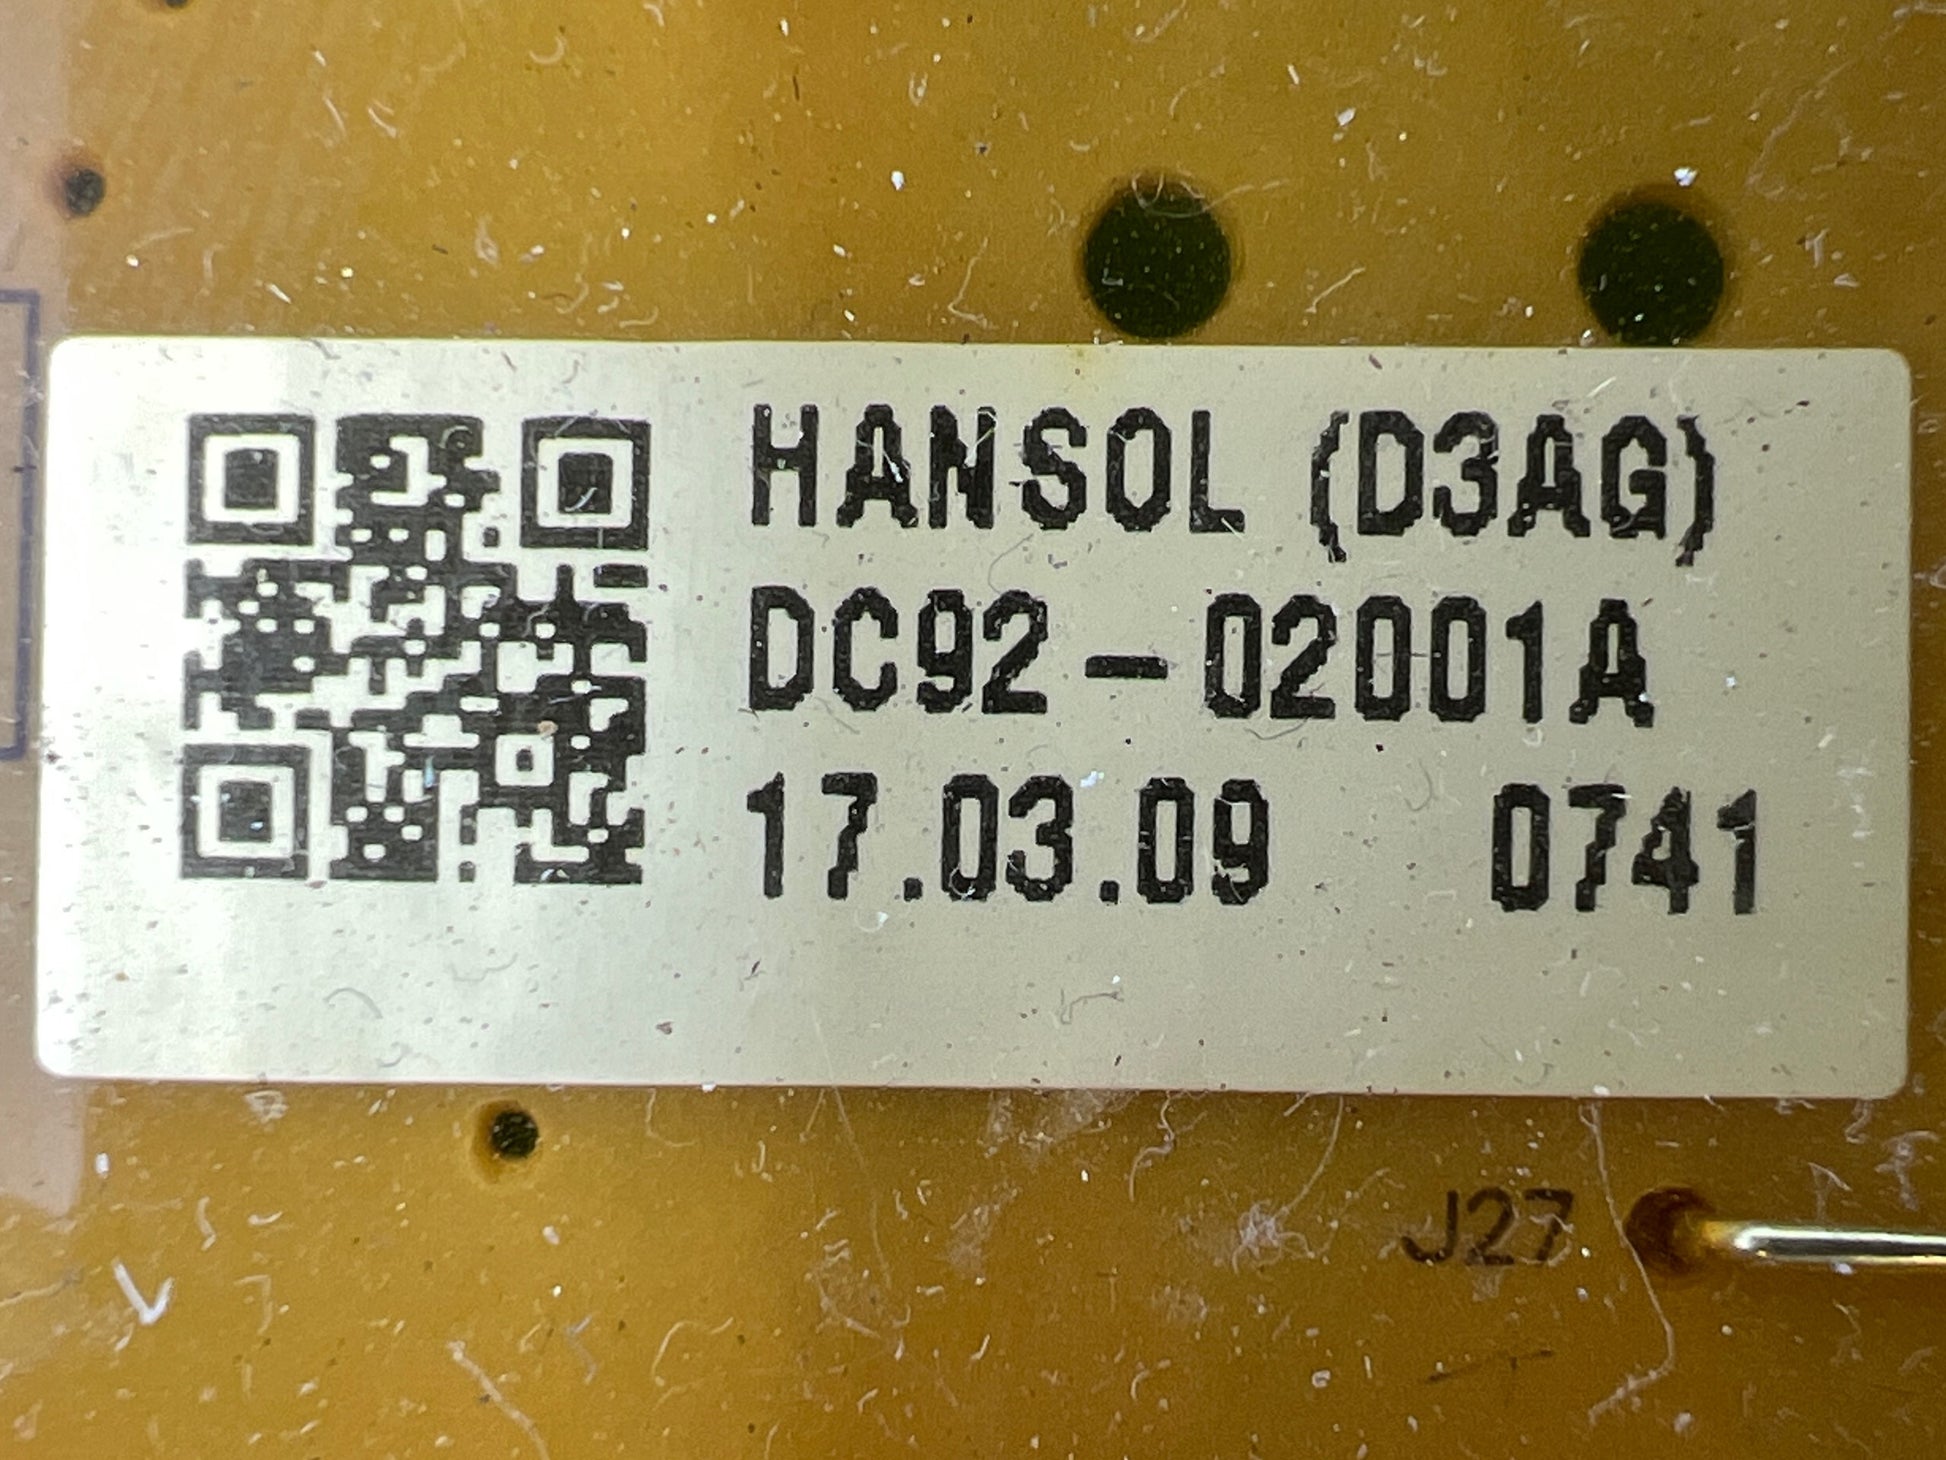 HANSOL (D3AG)
DC92-02001A
17.03.09 0741
J27